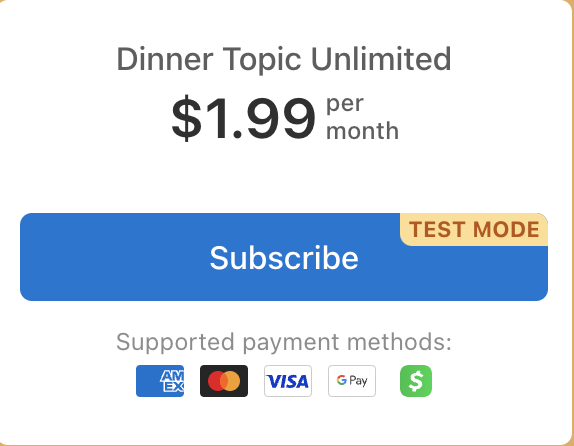 Dinner Topic Unlimited
$1.99 per
month
TEST MODE
Subscribe
Supported payment methods:
AM
EX
VISA
G Pay
$